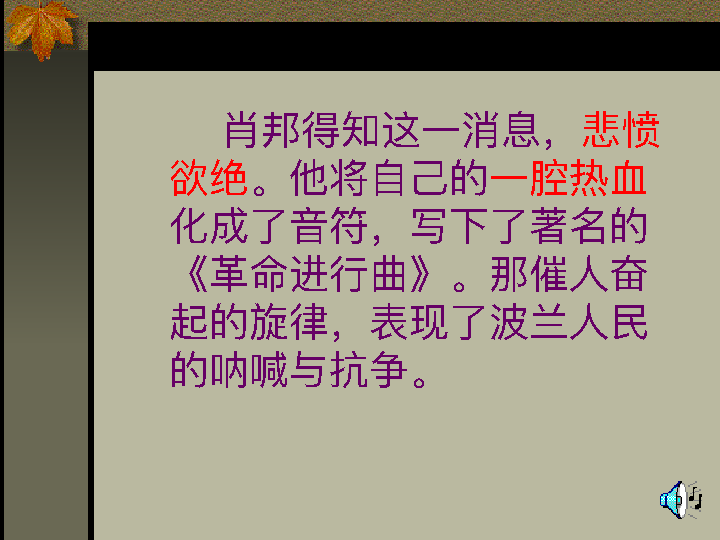 肖邦得知这一消息，悲愤
欲绝。他将自己的一腔热血
化成了音符，写下了著名的
《革命进行曲》。那催人奋
起的旋律，表现了波兰人民
的呐喊与抗争。